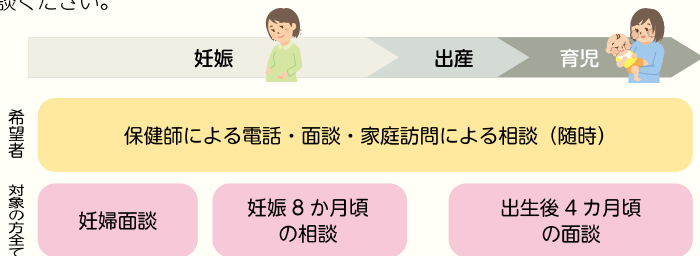 談ください。
妊娠
出産
育児
希望者
保健師による電話・面談・家庭訪問による相談（随時）
対象の方全て
妊婦面談
妊娠８か月頃
の相談
出生後４カ月頃
の面談